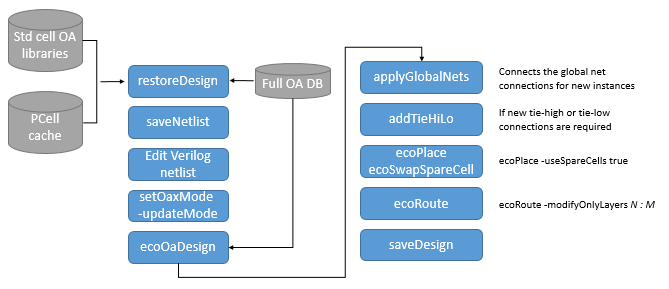 Std cell OA
libraries
PCell
cache
restoreDesign
Full OA DB
saveNetlist
Edit Verilog
netlist
setOaxMode
-updateMode
ecoOaDesign
applyGlobalNets
Connects the global net
connections for new instances
addTieHiLo
If new tie-high or tie-low
connections are required
ecoPlace
ecoSwapSpareCell
ecoPlace -useSpareCells true
ecoRoute
ecoRoute -modifyOnlyLayers N : M
saveDesign